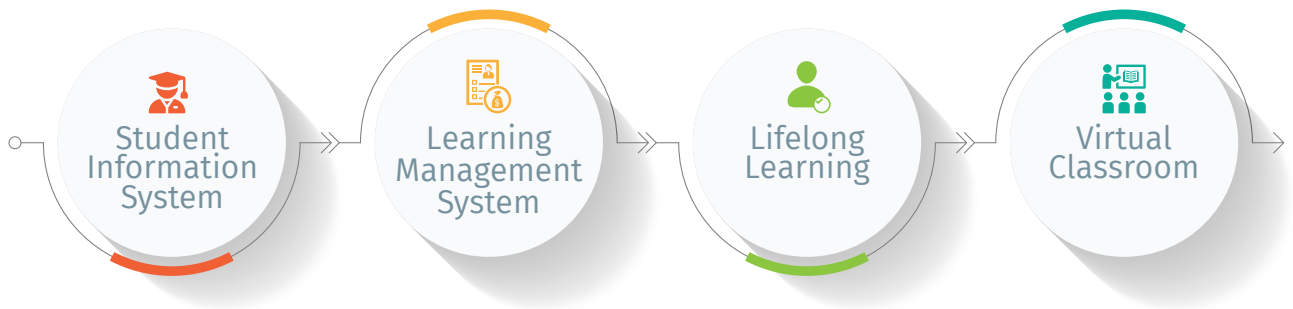 Student
Information
System
Learning
Management
System
Lifelong
Learning
Virtual
Classroom